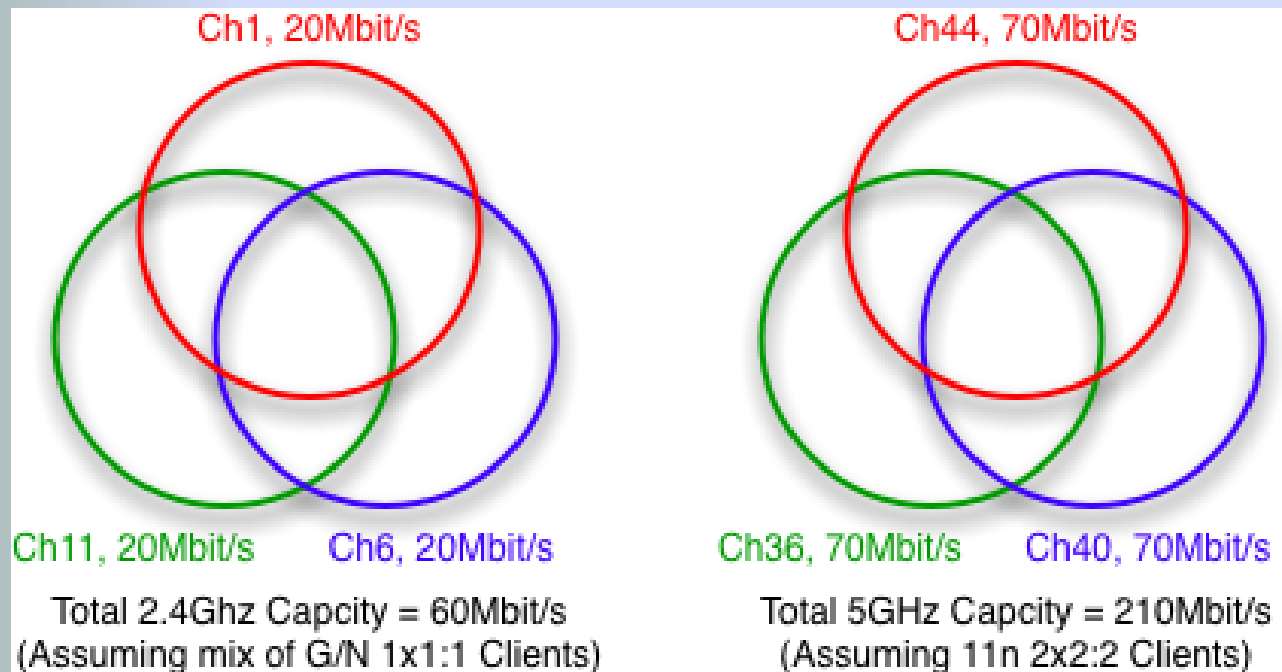 Ch1, 20Mbit/s
Ch11, 20Mbit/s
Ch6, 20Mbit/s
Total 2.4Ghz Capcity = 60Mbit/s
(Assuming mix of G/N 1x1:1 Clients)
Ch44, 70Mbit/s
Ch36, 70Mbit/s
Ch40, 70Mbit/s
Total 5GHz Capcity = 210Mbit/s
(Assuming 11n 2x2:2 Clients)